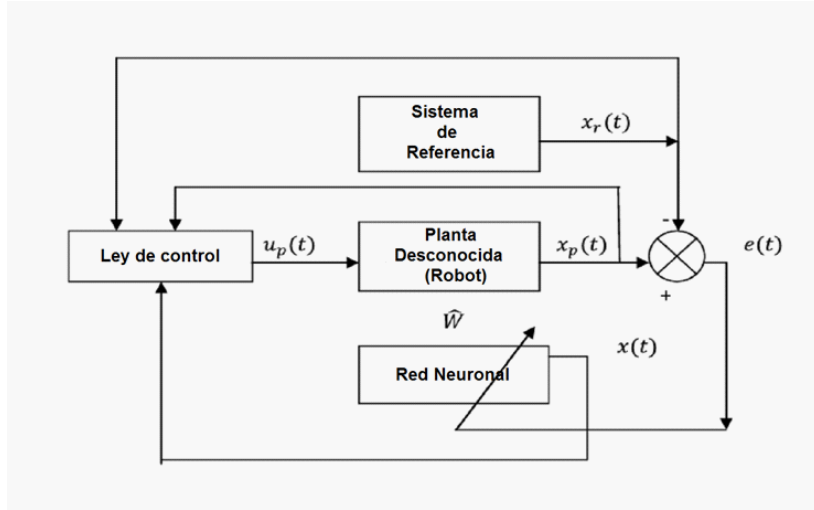 Sistema
de
Referencia
x_r(t)
-
Ley de control
u_p(t)
Planta
Desconocida
(Robot)
x_p(t)
e(t)
+
Ŵ
x(t)
Red Neuronal